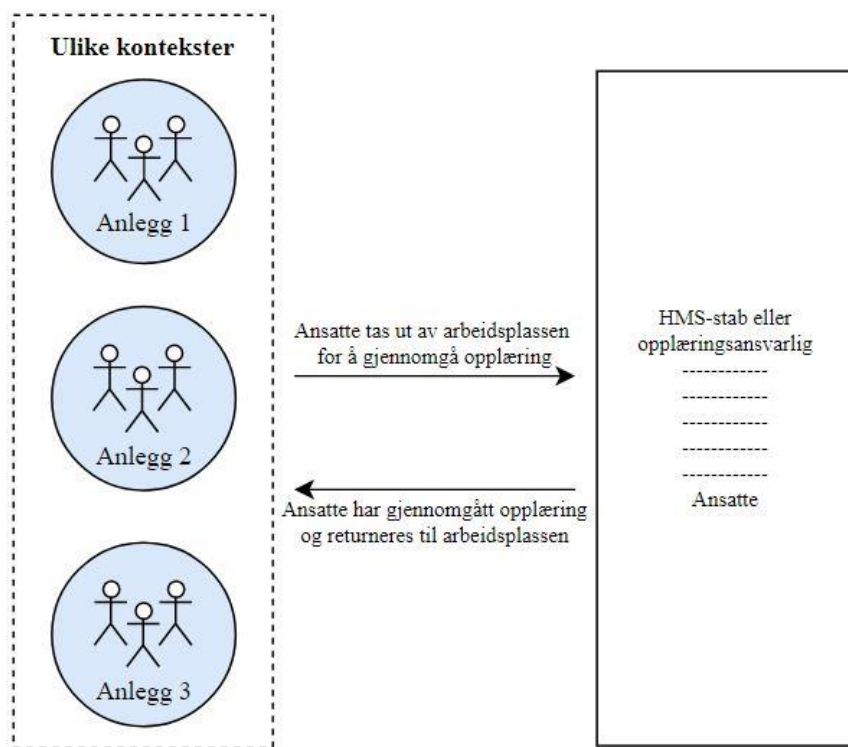 Ulike kontekster
Anlegg 1
Anlegg 2
Anlegg 3
Ansatte tas ut av arbeidsplassen
for å gjennomgå opplæring
Ansatte har gjennomgått opplæring
og returneres til arbeidsplassen
HMS-stab eller
opplæringsansvarlig
------------
------------
------------
------------
------------
Ansatte